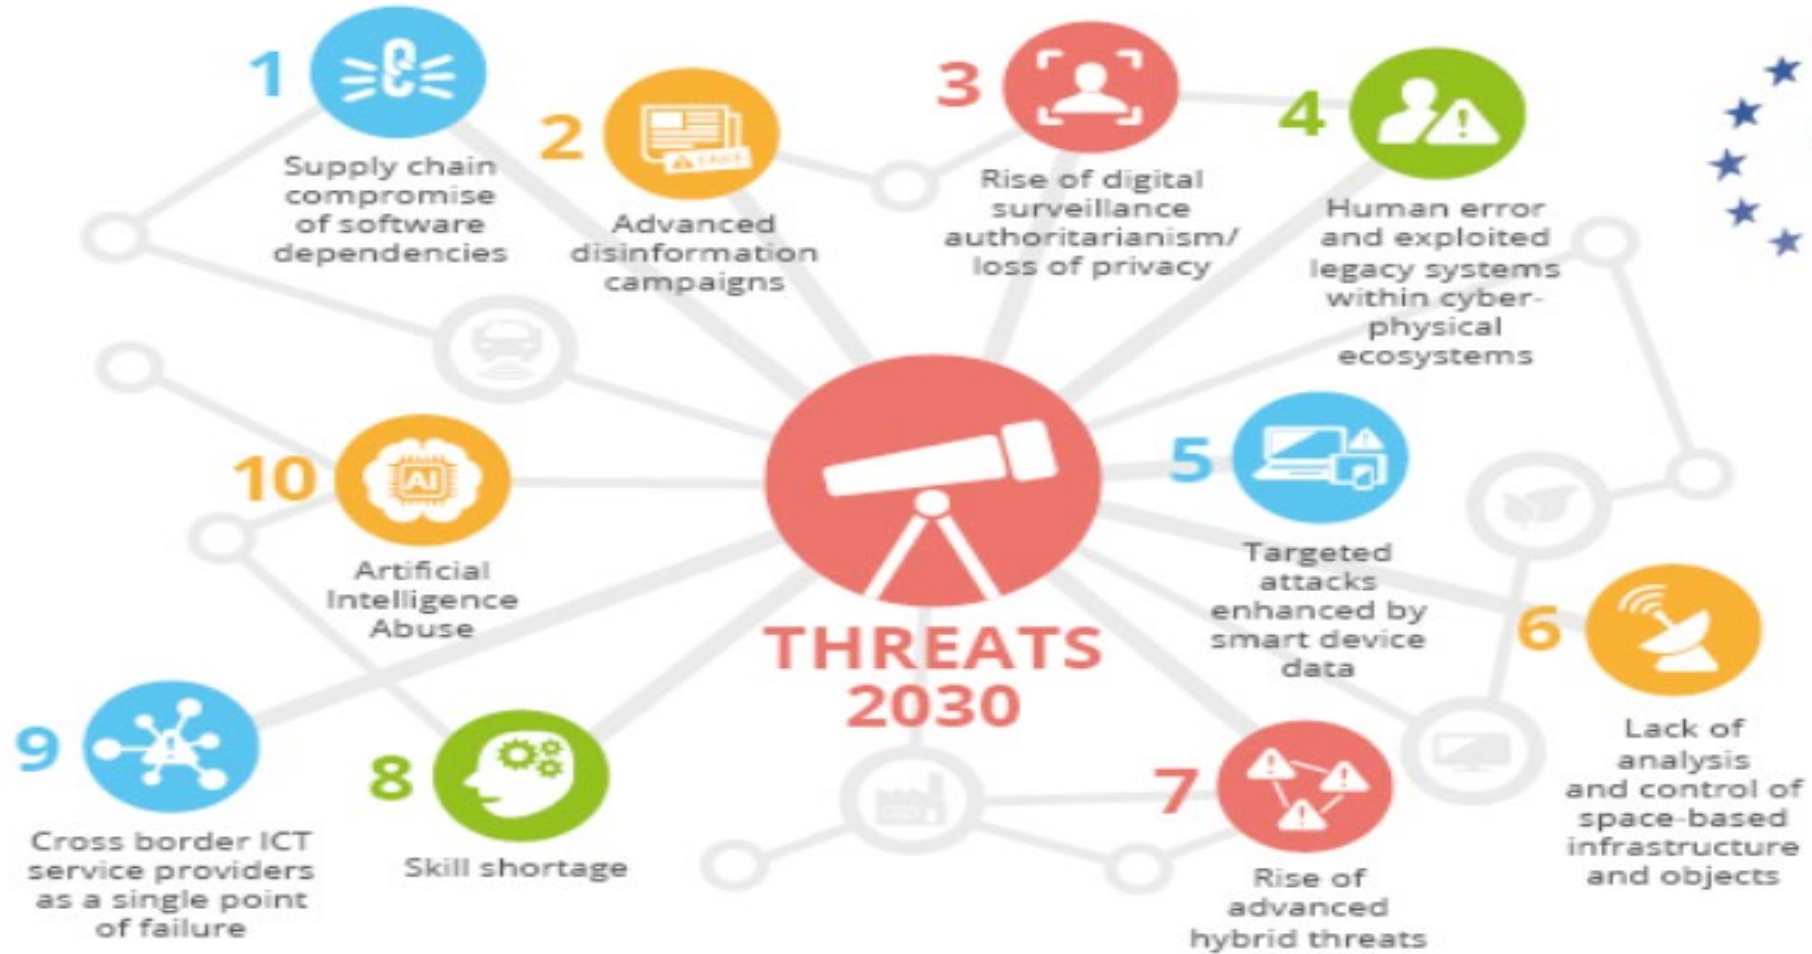 1
Supply chain
compromise
of software
dependencies
2
FAKE
Advanced
disinformation
campaigns
3
Rise of digital
surveillance
authoritarianism/
loss of privacy
4
Human error
and exploited
legacy systems
within cyber-
physical
ecosystems
5
Targeted
attacks
enhanced by
smart device
data
6
Lack of
analysis
and control of
space-based
infrastructure
and objects
7
Rise of
advanced
hybrid threats
8
Skill shortage
9
Cross border ICT
service providers
as a single point
of failure
10
AI
Artificial
Intelligence
Abuse
THREATS
2030